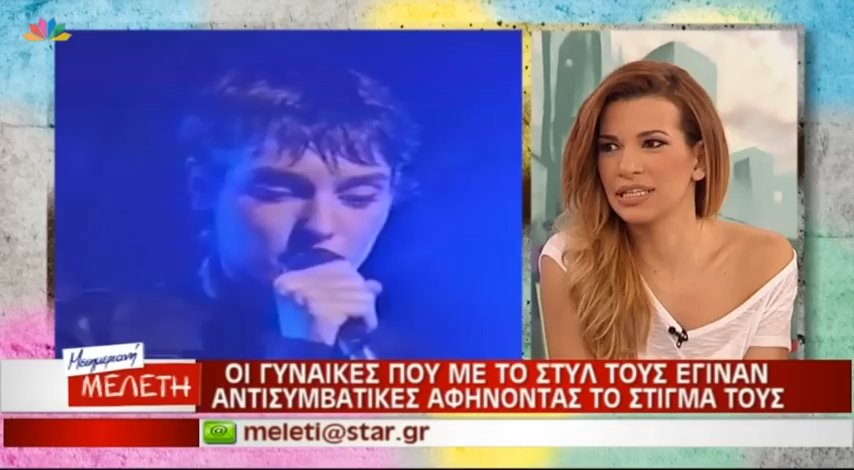 Μεσημεριανή
ΜΕΛΕΤΗ
ΟΙ ΓΥΝΑΙΚΕΣ ΠΟΥ ΜΕ ΤΟ ΣΤΥΛ ΤΟΥΣ ΕΓΙΝΑΝ
ΑΝΤΙΣΥΜΒΑΤΙΚΕΣ ΑΦΗΝΟΝΤΑΣ ΤΟ ΣΤΙΓΜΑ ΤΟΥΣ
@ meleti@star.gr